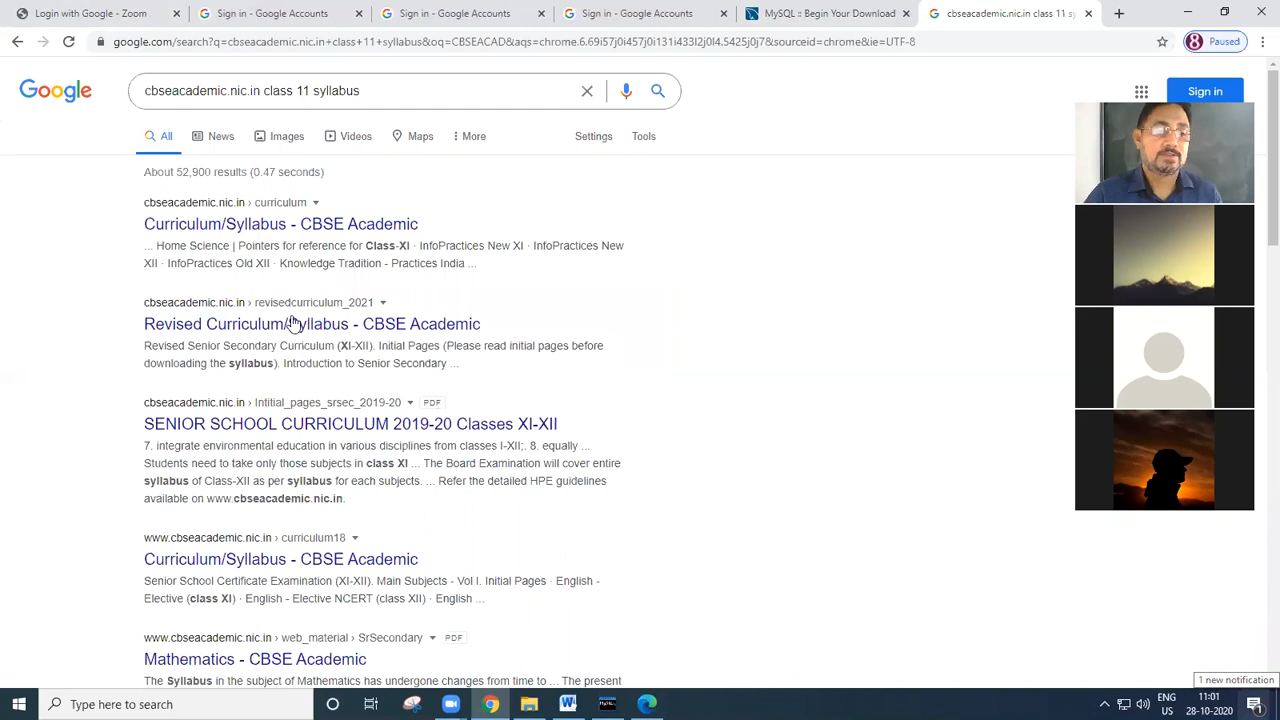 Login to Dashboard - Zoom
Sign in - Google Accounts
Sign in - Google Accounts
Sign in - Google Accounts
MySQL :: Begin Your Download
cbseacademic.nic.in class 11 sy
google.com/search?q=cbseacademic.nic.in+class+11+syllabus&oq=CBSEACAD&aqs=chrome.6.69i57j0i457j0i131i433l2j0l4.5425j0j7&sourceid=chrome&ie=UTF-8
8 Paused
Google
cbseacademic.nic.in class 11 syllabus
Sign in
All
News
Images
Videos
Maps
More
Settings
Tools
About 52,900 results (0.47 seconds)
cbseacademic.nic.in › curriculum
Curriculum/Syllabus - CBSE Academic
... Home Science | Pointers for reference for Class-XI · InfoPractices New XI · InfoPractices New
XII · InfoPractices Old XII · Knowledge Tradition - Practices India ...
cbseacademic.nic.in › revisedcurriculum_2021
Revised Curriculum/Syllabus - CBSE Academic
Revised Senior Secondary Curriculum (XI-XII). Initial Pages (Please read initial pages before
downloading the syllabus). Introduction to Senior Secondary ...
cbseacademic.nic.in › Intitial_pages_srsec_2019-20 PDF
SENIOR SCHOOL CURRICULUM 2019-20 Classes XI-XII
7. integrate environmental education in various disciplines from classes I-XII;. 8. equally ...
Students need to take only those subjects in class XI ... The Board Examination will cover entire
syllabus of Class-XII as per syllabus for each subjects. ... Refer the detailed HPE guidelines
available on www.cbseacademic.nic.in.
www.cbseacademic.nic.in › curriculum18
Curriculum/Syllabus - CBSE Academic
Senior School Certificate Examination (XI-XII). Main Subjects - Vol I. Initial Pages · English -
Elective (class XI) · English - Elective NCERT (class XII) · English ...
www.cbseacademic.nic.in › web_material › SrSecondary PDF
Mathematics - CBSE Academic
The Syllabus in the subject of Mathematics has undergone changes from time to ... The present
1 new notification
Type here to search
ENG
US
11:01
28-10-2020
1